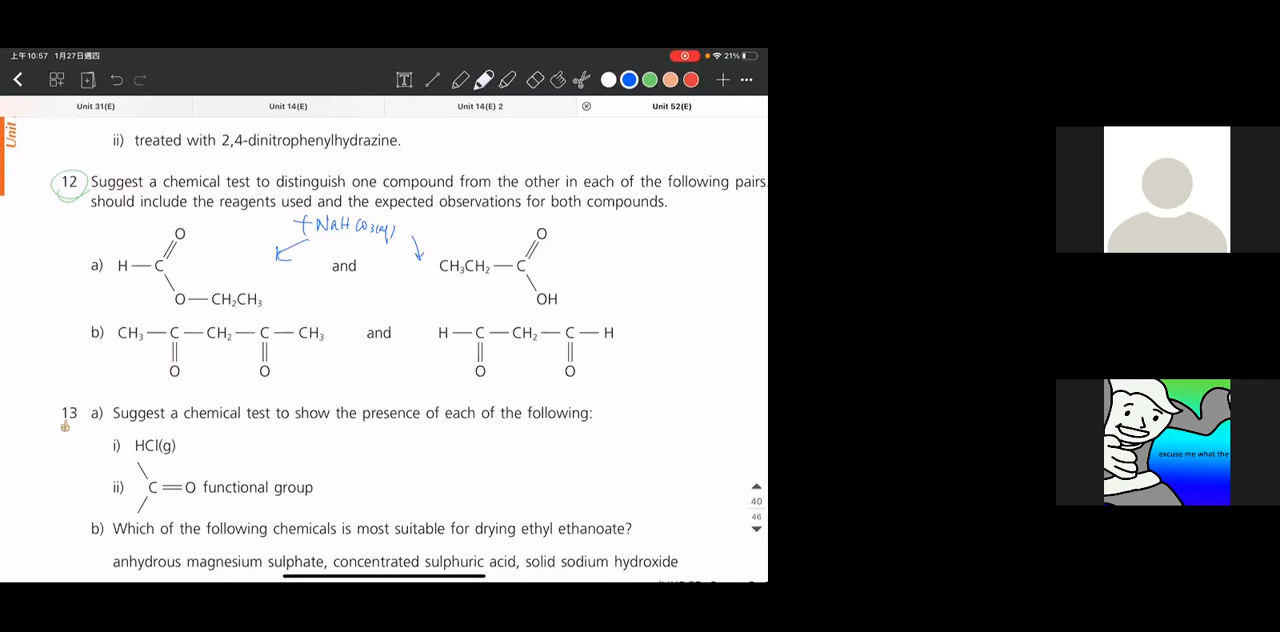 上午10:57 1月27日週四
21%
Unit 31(E) Unit 14(E) Unit 14(E) 2 Unit 52(E)
Unit
ii) treated with 2,4-dinitrophenylhydrazine.
12 Suggest a chemical test to distinguish one compound from the other in each of the following pairs
should include the reagents used and the expected observations for both compounds.
+ NaHCO3(aq)
O O
a) H — C and CH3CH2 — C
O — CH2CH3 OH
b) CH3 — C — CH2 — C — CH3 and H — C — CH2 — C — H
O O O O
13 a) Suggest a chemical test to show the presence of each of the following:
i) HCl(g)
ii) C=O functional group
b) Which of the following chemicals is most suitable for drying ethyl ethanoate?
anhydrous magnesium sulphate, concentrated sulphuric acid, solid sodium hydroxide
40
46
excuse me what the